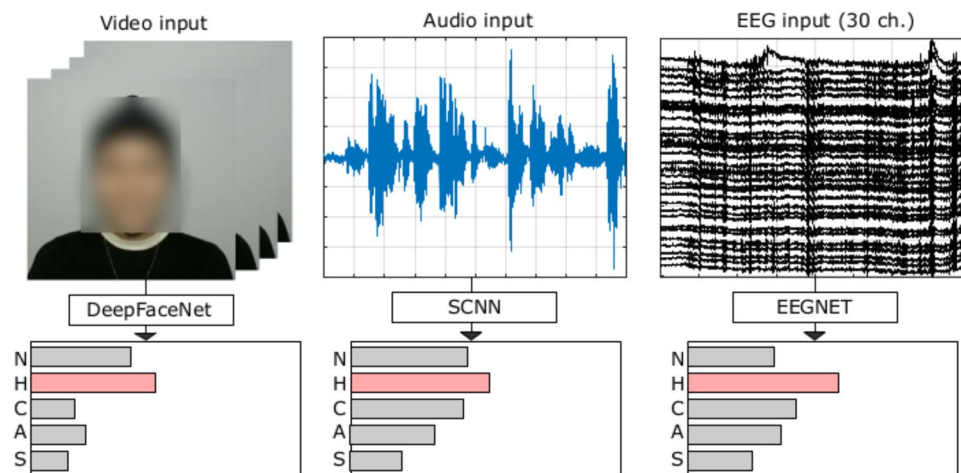 Video input
Audio input
EEG input (30 ch.)
DeepFaceNet
SCNN
EEGNET
N
H
C
A
S
N
H
C
A
S
N
H
C
A
S